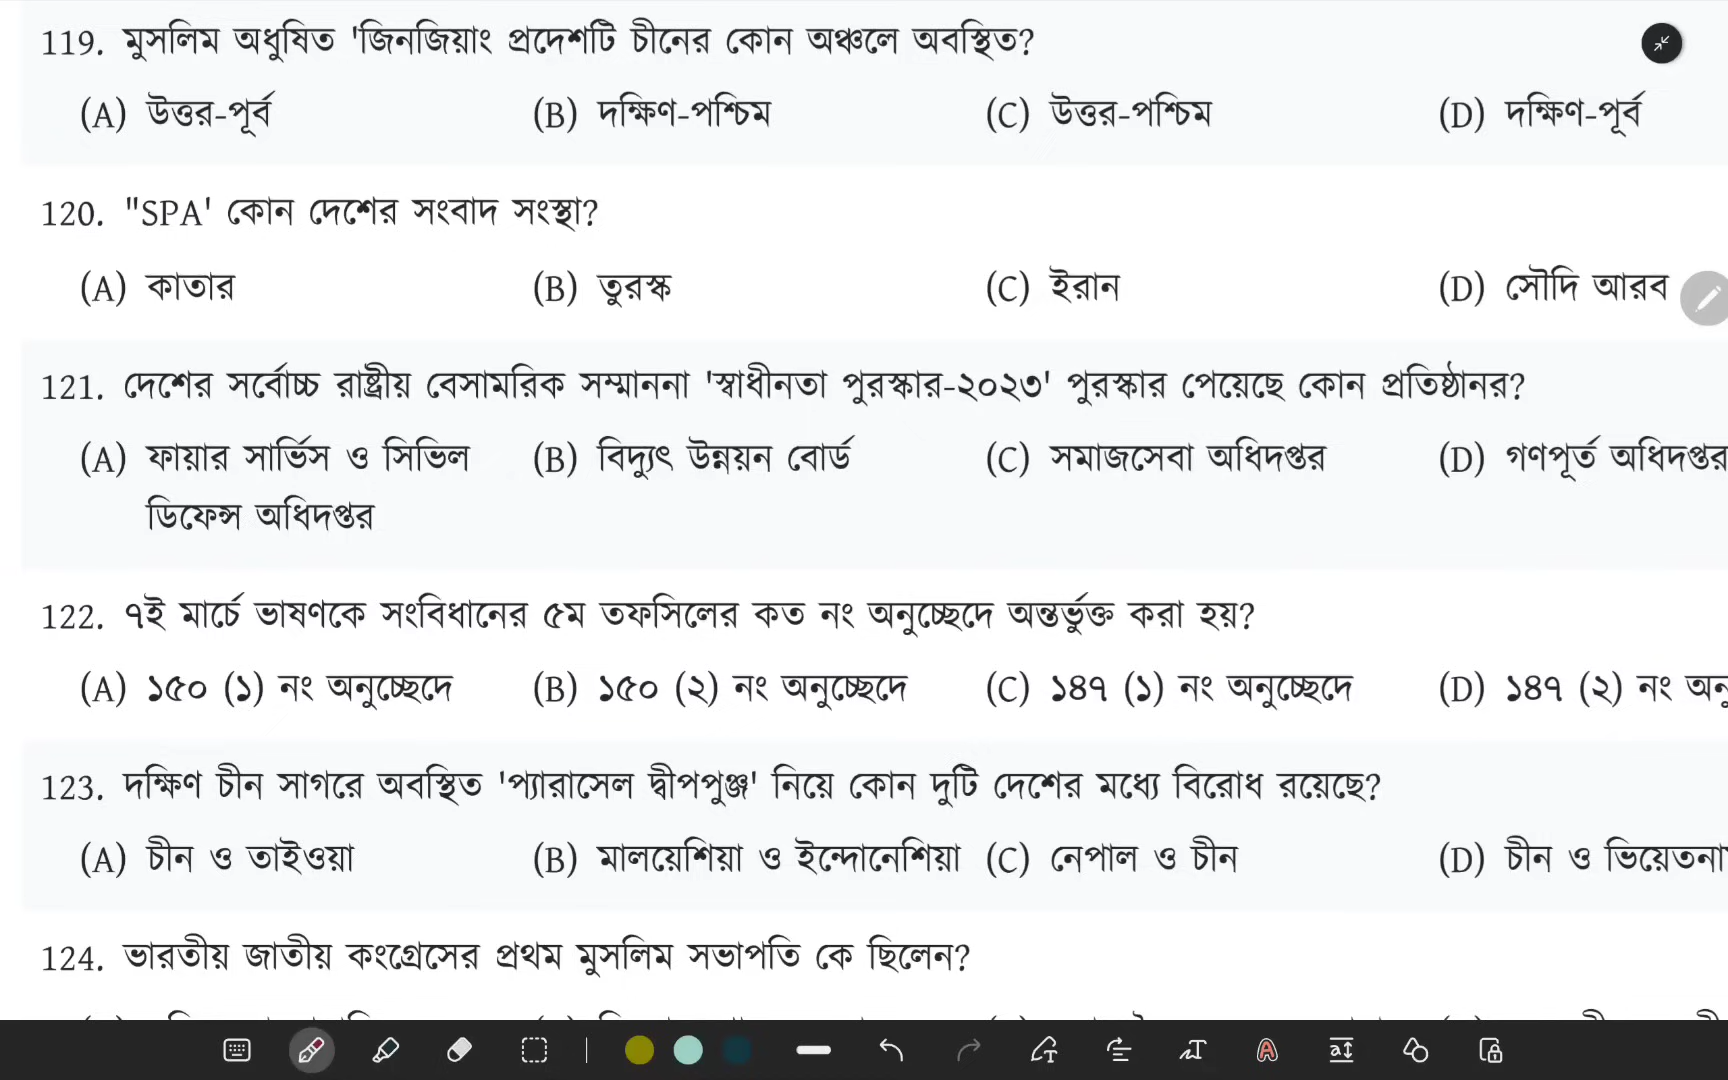 119. মুসলিম অধুষিত 'জিনজিয়াং প্রদেশটি চীনের কোন অঞ্চলে অবস্থিত?
(A) উত্তর-পূর্ব (B) দক্ষিণ-পশ্চিম (C) উত্তর-পশ্চিম (D) দক্ষিণ-পূর্ব
120. "SPA' কোন দেশের সংবাদ সংস্থা?
(A) কাতার (B) তুরস্ক (C) ইরান (D) সৌদি আরব
121. দেশের সর্বোচ্চ রাষ্ট্রীয় বেসামরিক সম্মাননা 'স্বাধীনতা পুরস্কার-২০২৩' পুরস্কার পেয়েছে কোন প্রতিষ্ঠানর?
(A) ফায়ার সার্ভিস ও সিভিল (B) বিদ্যুৎ উন্নয়ন বোর্ড (C) সমাজসেবা অধিদপ্তর (D) গণপূর্ত অধিদপ্তর
ডিফেন্স অধিদপ্তর
122. ৭ই মার্চে ভাষণকে সংবিধানের ৫ম তফসিলের কত নং অনুচ্ছেদে অন্তর্ভুক্ত করা হয়?
(A) ১৫০ (১) নং অনুচ্ছেদে (B) ১৫০ (২) নং অনুচ্ছেদে (C) ১৪৭ (১) নং অনুচ্ছেদে (D) ১৪৭ (২) নং
123. দক্ষিণ চীন সাগরে অবস্থিত 'প্যারাসেল দ্বীপপুঞ্জ' নিয়ে কোন দুটি দেশের মধ্যে বিরোধ রয়েছে?
(A) চীন ও তাইওয়া (B) মালয়েশিয়া ও ইন্দোনেশিয়া (C) নেপাল ও চীন (D) চীন ও
124. ভারতীয় জাতীয় কংগ্রেসের প্রথম মুসলিম সভাপতি কে ছিলেন?